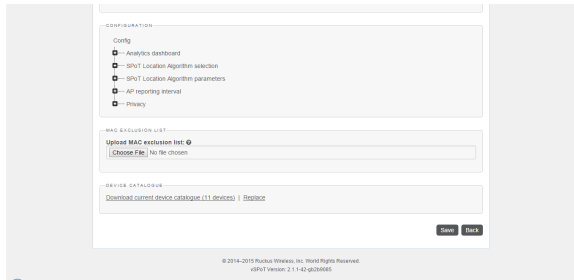 CONFIGURATION
Config
Analytics dashboard
SPoT Location Algorithm selection
SPoT Location Algorithm parameters
AP reporting interval
Privacy
MAC EXCLUSION LIST
Upload MAC exclusion list:
Choose File No file chosen
DEVICE CATALOGUE
Download current device catalogue (11 devices) | Replace
Save Back
© 2014–2015 Ruckus Wireless, Inc. World Rights Reserved.
vSPoT Version: 2.1.1-42-gb2b9585